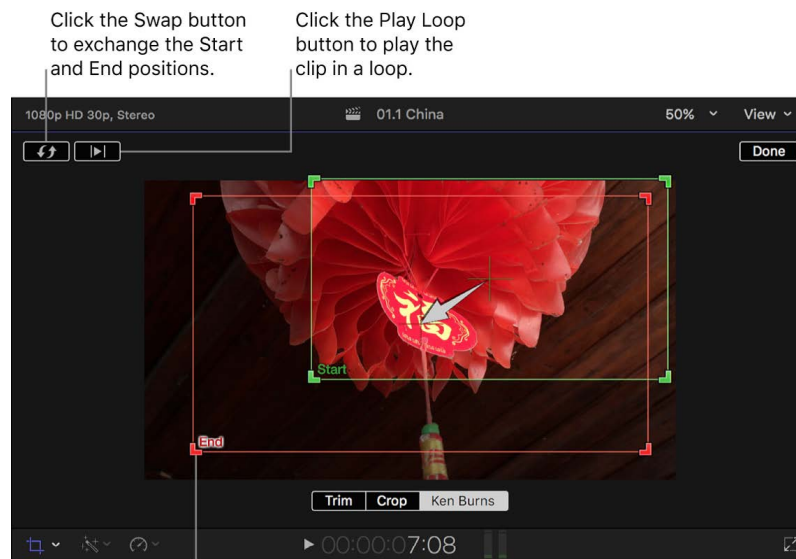 Click the Swap button
to exchange the Start
and End positions.
Click the Play Loop
button to play the
clip in a loop.
1080p HD 30p, Stereo
01.1 China
50%
View
Done
福
Start
End
Trim
Crop
Ken Burns
00:00:07:08